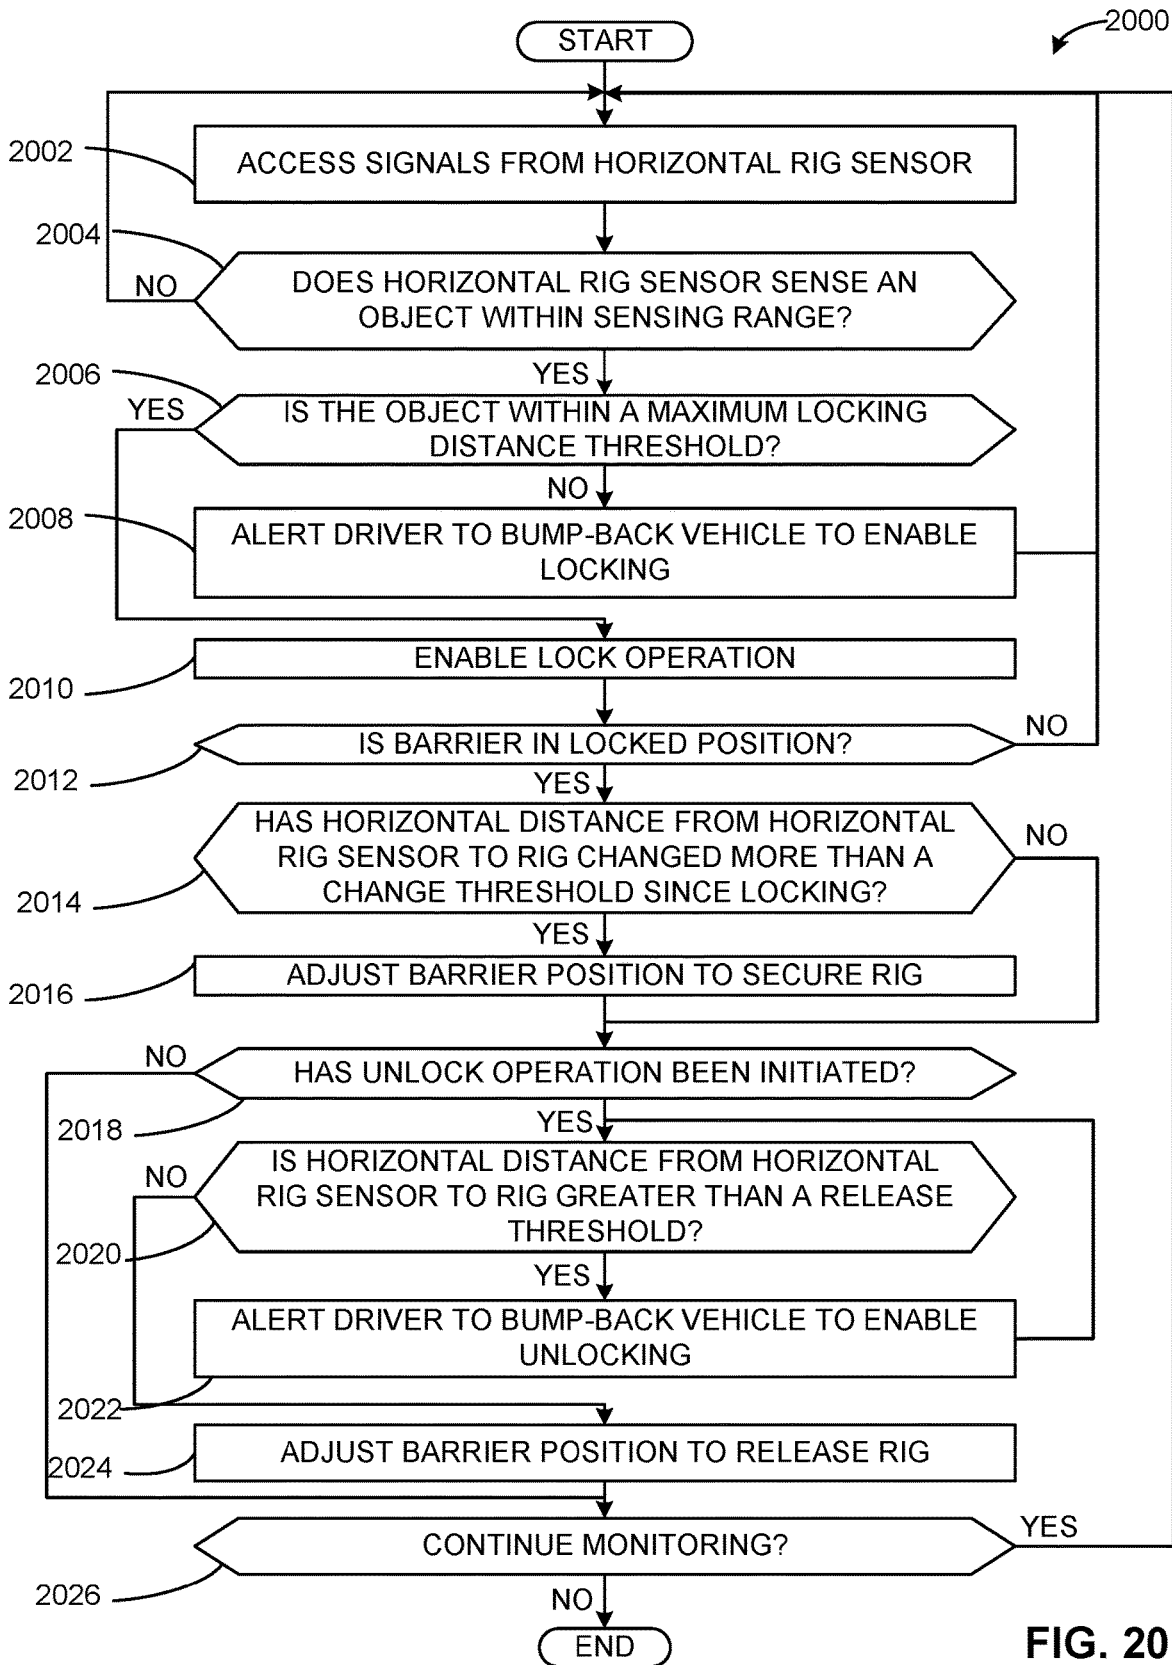 2000
START
2002
ACCESS SIGNALS FROM HORIZONTAL RIG SENSOR
2004
NO
DOES HORIZONTAL RIG SENSOR SENSE AN
OBJECT WITHIN SENSING RANGE?
YES
2006
YES
IS THE OBJECT WITHIN A MAXIMUM LOCKING
DISTANCE THRESHOLD?
NO
2008
ALERT DRIVER TO BUMP-BACK VEHICLE TO ENABLE
LOCKING
2010
ENABLE LOCK OPERATION
2012
IS BARRIER IN LOCKED POSITION?
NO
YES
HAS HORIZONTAL DISTANCE FROM HORIZONTAL
RIG SENSOR TO RIG CHANGED MORE THAN A
CHANGE THRESHOLD SINCE LOCKING?
NO
2014
YES
2016
ADJUST BARRIER POSITION TO SECURE RIG
NO
HAS UNLOCK OPERATION BEEN INITIATED?
2018
YES
NO
IS HORIZONTAL DISTANCE FROM HORIZONTAL
RIG SENSOR TO RIG GREATER THAN A RELEASE
THRESHOLD?
2020
YES
ALERT DRIVER TO BUMP-BACK VEHICLE TO ENABLE
UNLOCKING
2022
2024
ADJUST BARRIER POSITION TO RELEASE RIG
CONTINUE MONITORING?
YES
2026
NO
END
FIG. 20